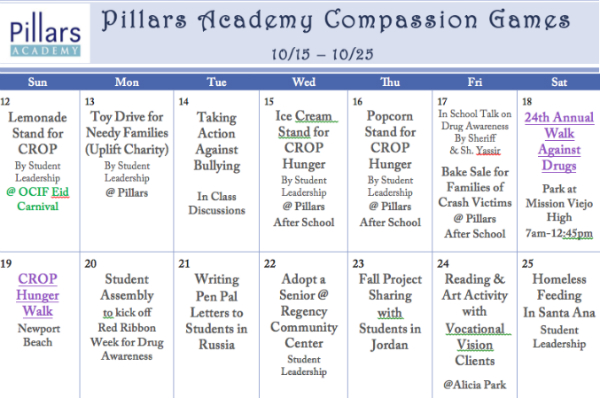 Pillars
ACADEMY
Pillars Academy Compassion Games
10/15 – 10/25
Sun Mon Tue Wed Thu Fri Sat
12
Lemonade
Stand for
CROP
By Student
Leadership
@ OCIF Eid
Carnival
13
Toy Drive for
Needy Families
(Uplift Charity)
By Student
Leadership
@ Pillars
14
Taking
Action
Against
Bullying
In Class
Discussions
15
Ice Cream
Stand for
CROP
Hunger
By Student
Leadership
@ Pillars
After School
16
Popcorn
Stand for
CROP
Hunger
By Student
Leadership
@ Pillars
After School
17
In School Talk on
Drug Awareness
By Sheriff
& Sh. Yassir
Bake Sale for
Families of
Crash Victims
@ Pillars
After School
18
24th Annual
Walk
Against
Drugs
Park at
Mission Viejo
High
7am-12:45pm
19
CROP
Hunger
Walk
Newport
Beach
20
Student
Assembly
to kick off
Red Ribbon
Week for Drug
Awareness
21
Writing
Pen Pal
Letters to
Students in
Russia
22
Adopt a
Senior @
Regency
Community
Center
Student
Leadership
23
Fall Project
Sharing
with
Students in
Jordan
24
Reading &
Art Activity
with
Vocational
Vision
Clients
@Alicia Park
25
Homeless
Feeding
In Santa Ana
Student
Leadership